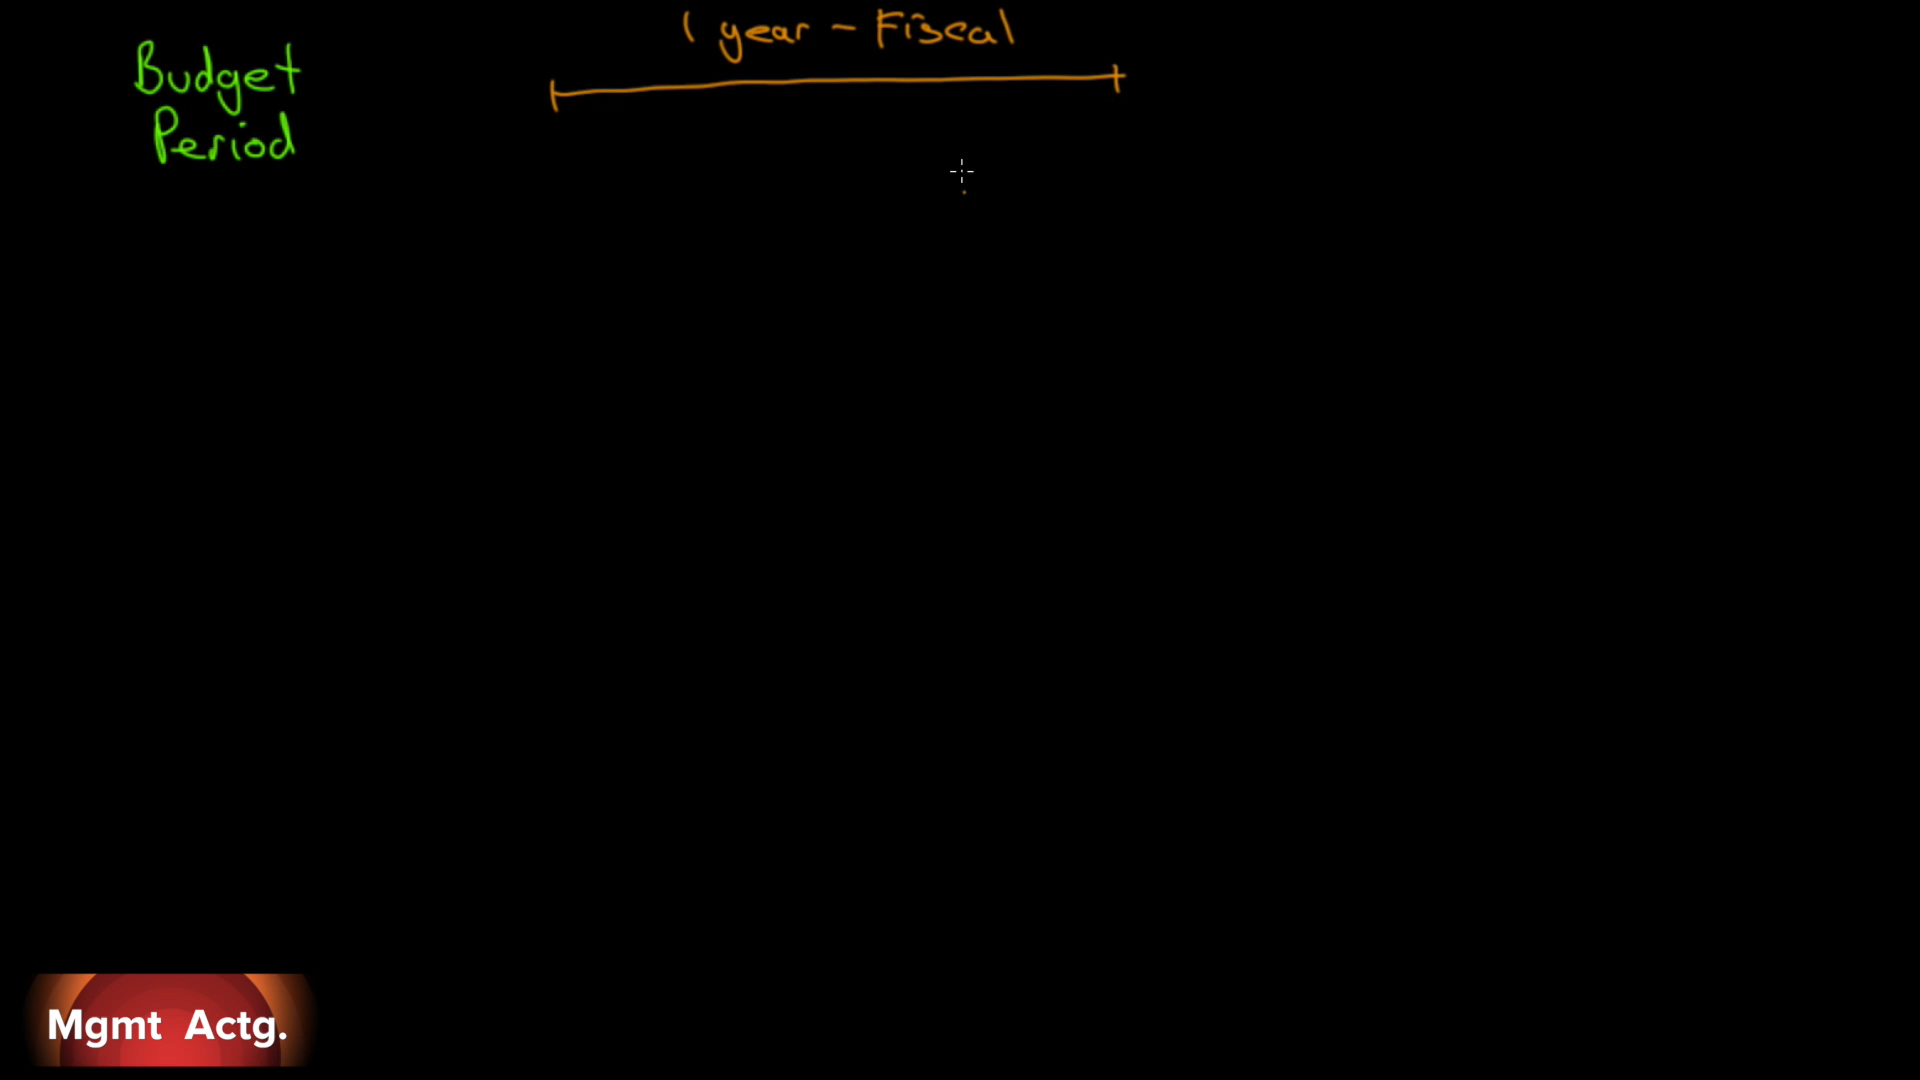 1 year - Fiscal
Budget
Period
Mgmt Actg.